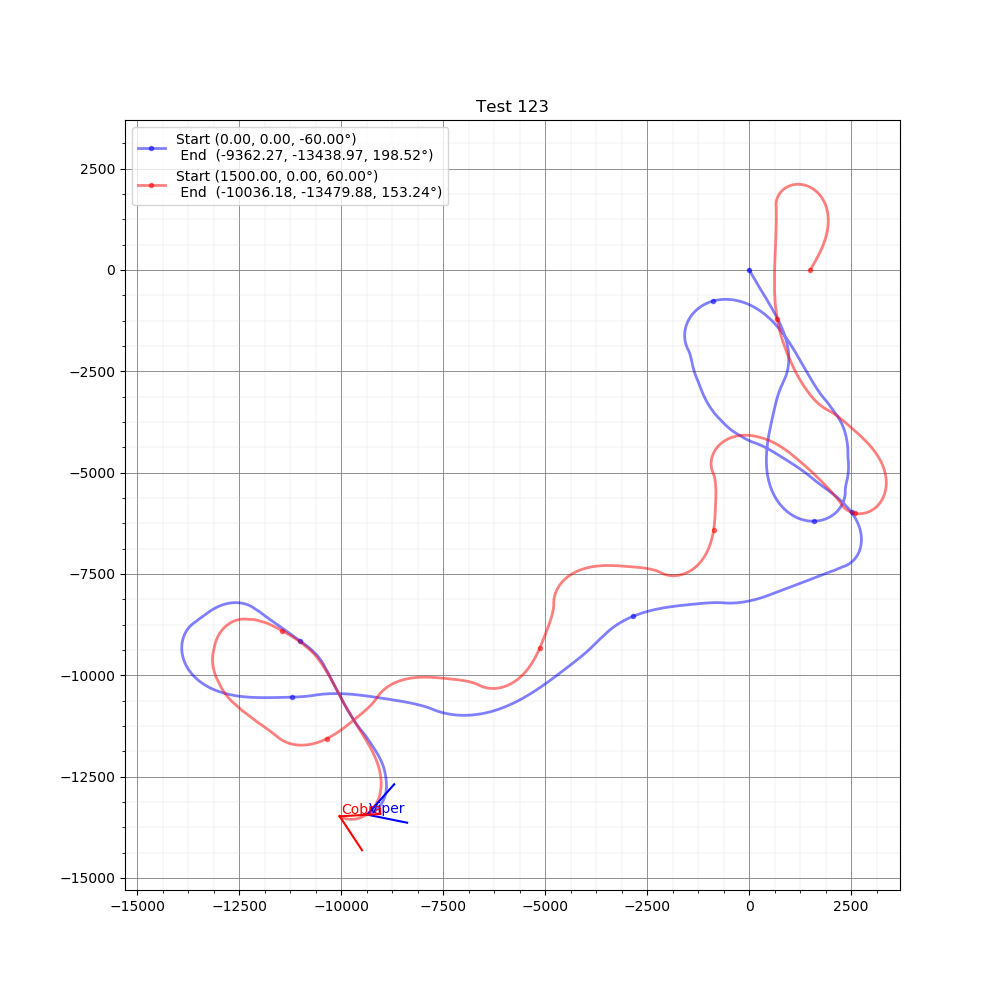 Test 123
Start (0.00, 0.00, -60.00°)
End (-9362.27, -13438.97, 198.52°)
Start (1500.00, 0.00, 60.00°)
End (-10036.18, -13479.88, 153.24°)
2500
0
−2500
−5000
−7500
−10000
−12500
−15000
Cobra
−15000 −12500 −10000 −7500 −5000 −2500 0 2500